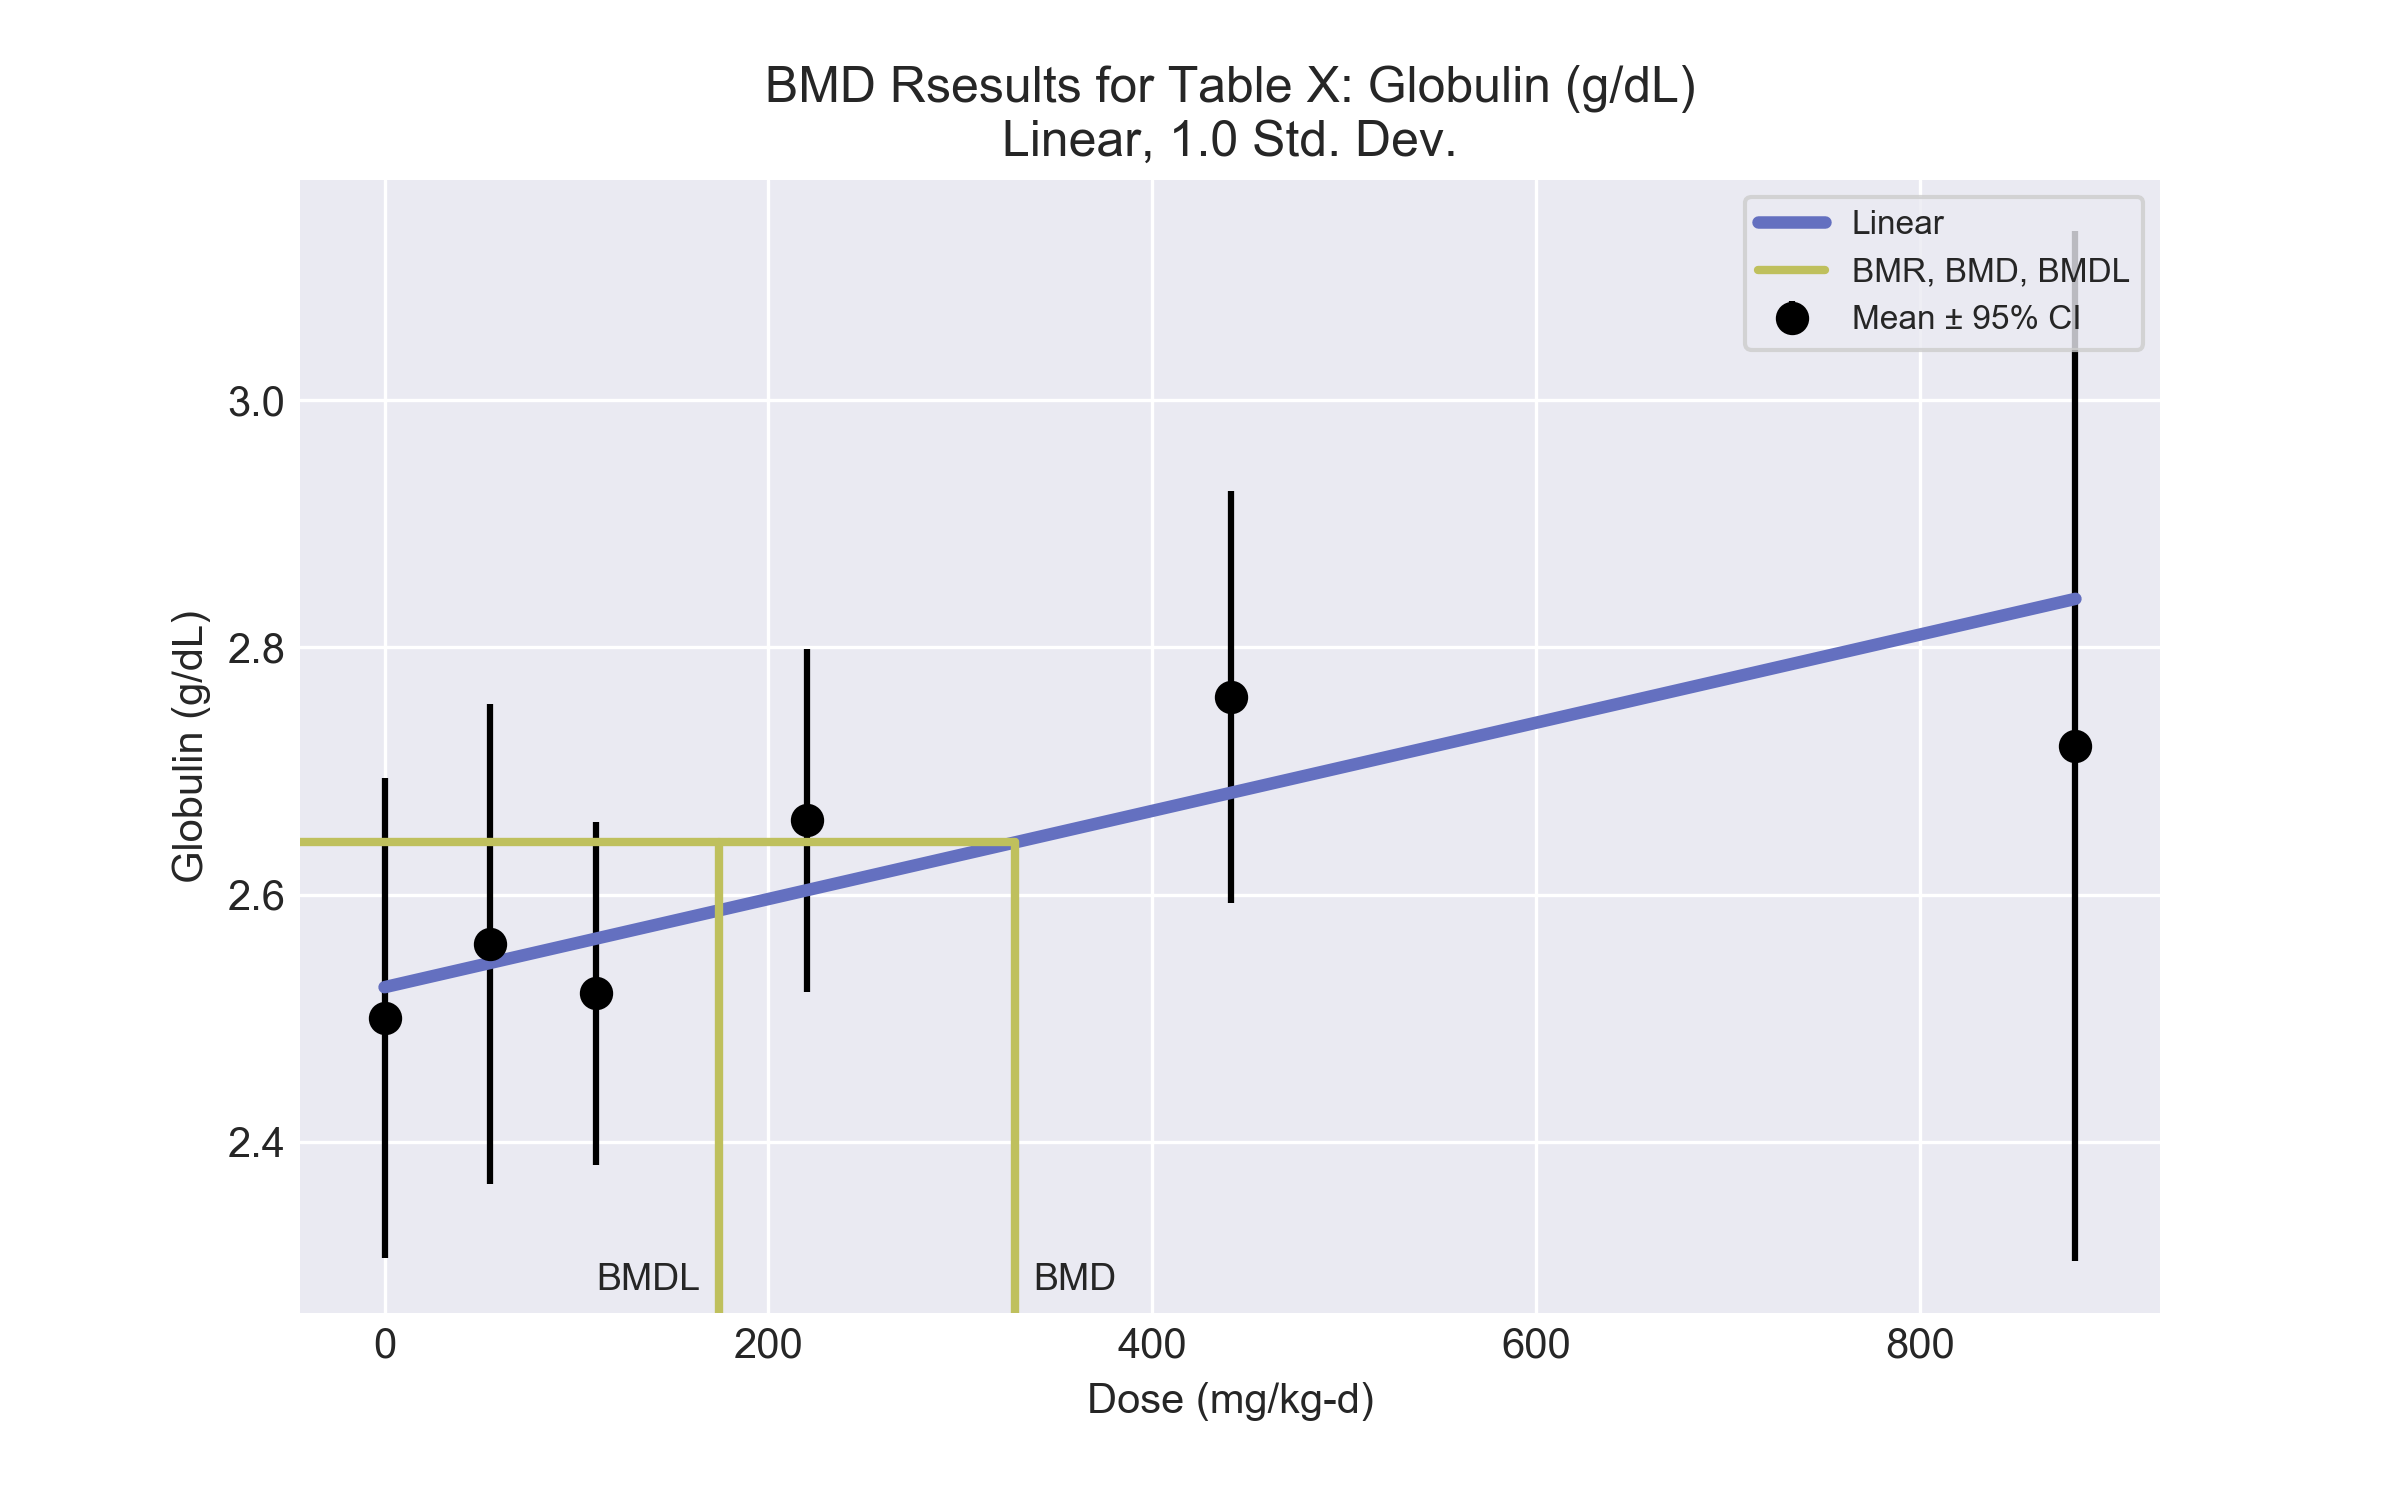 BMD Rsesults for Table X: Globulin (g/dL)
Linear, 1.0 Std. Dev.
Linear
BMR, BMD, BMDL
Mean ± 95% CI
3.0
2.8
2.6
2.4
Globulin (g/dL)
BMDL
BMD
0
200
400
600
800
Dose (mg/kg-d)